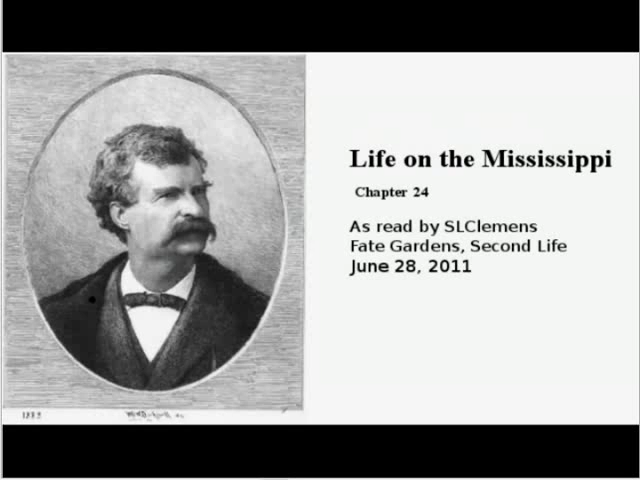 Life on the Mississippi
Chapter 24
As read by SLClemens
Fate Gardens, Second Life
June 28, 2011